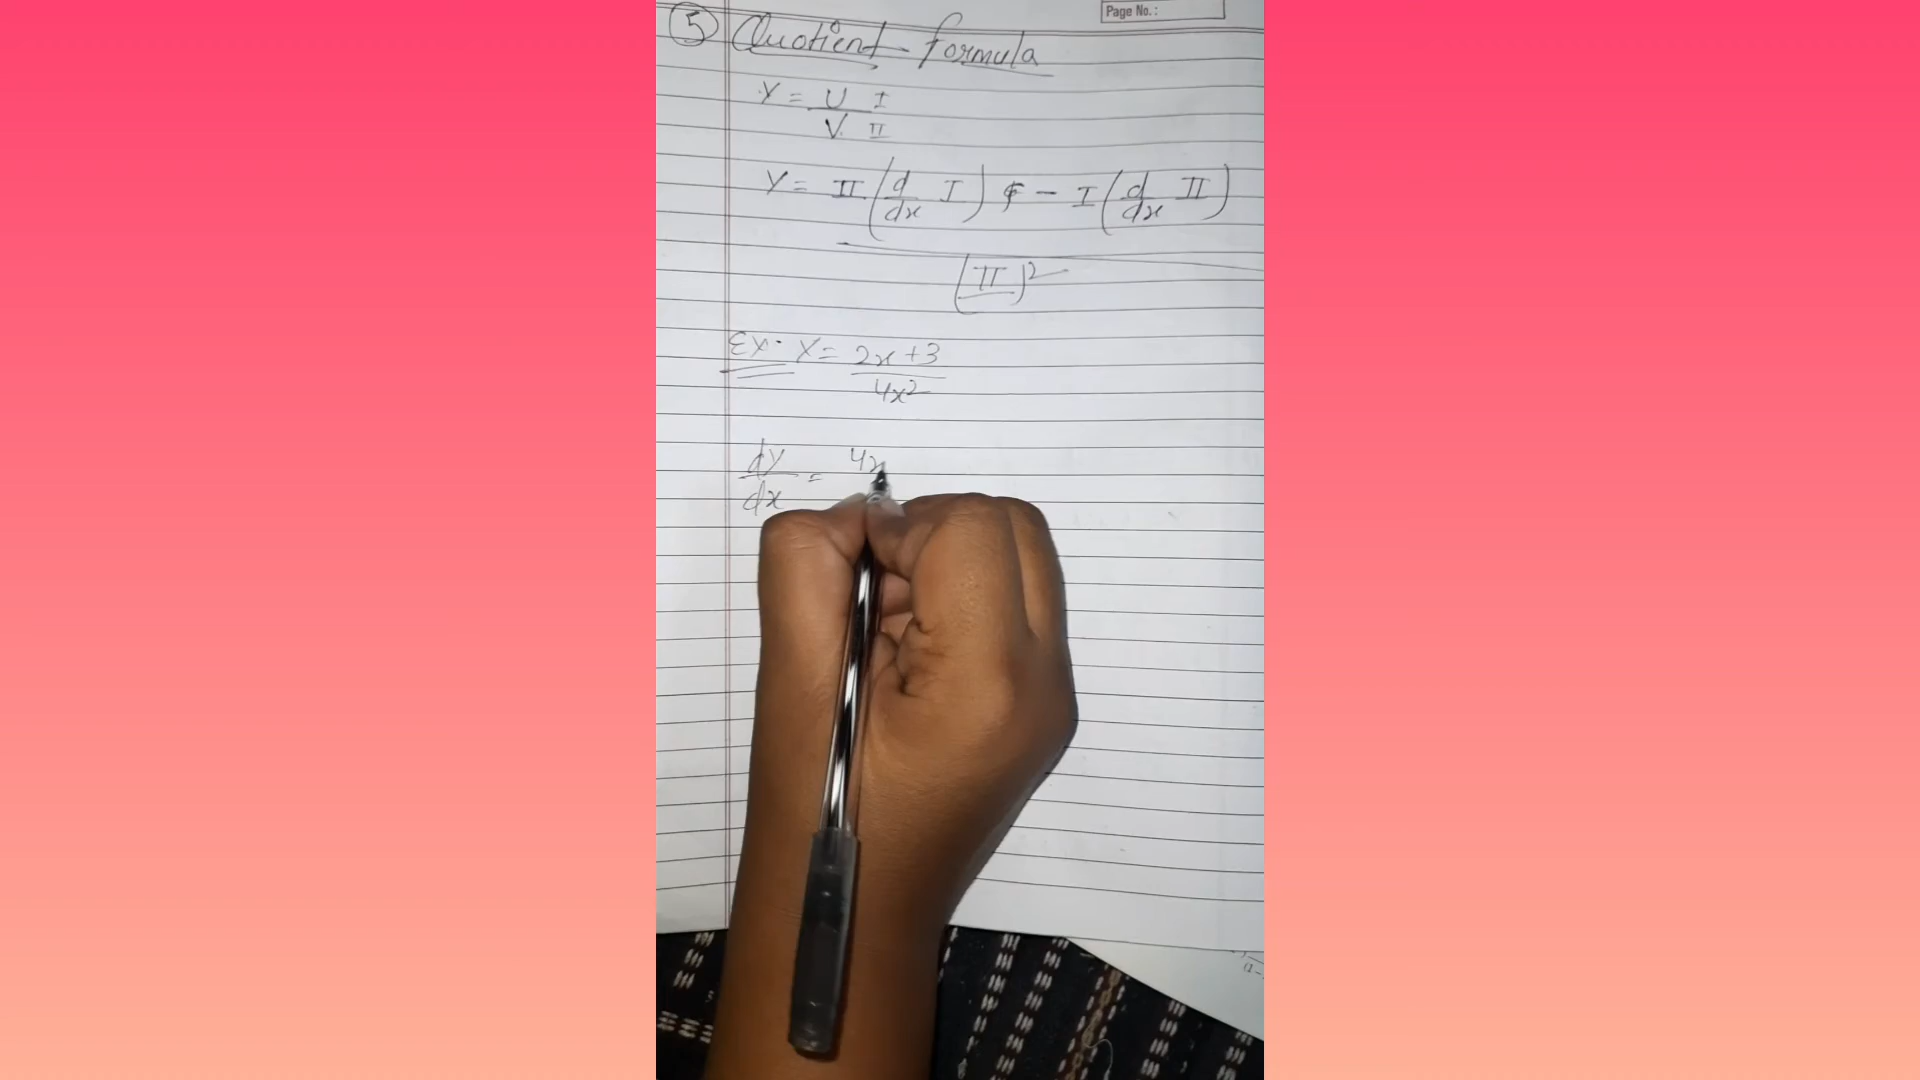 Page No.:
⑤ Quotient formula
Y = U I
V. II
Y = II (d/dx I) - I (d/dx II)
(II)²
EX. Y = 2x+3
4x²
dy/dx = 4x